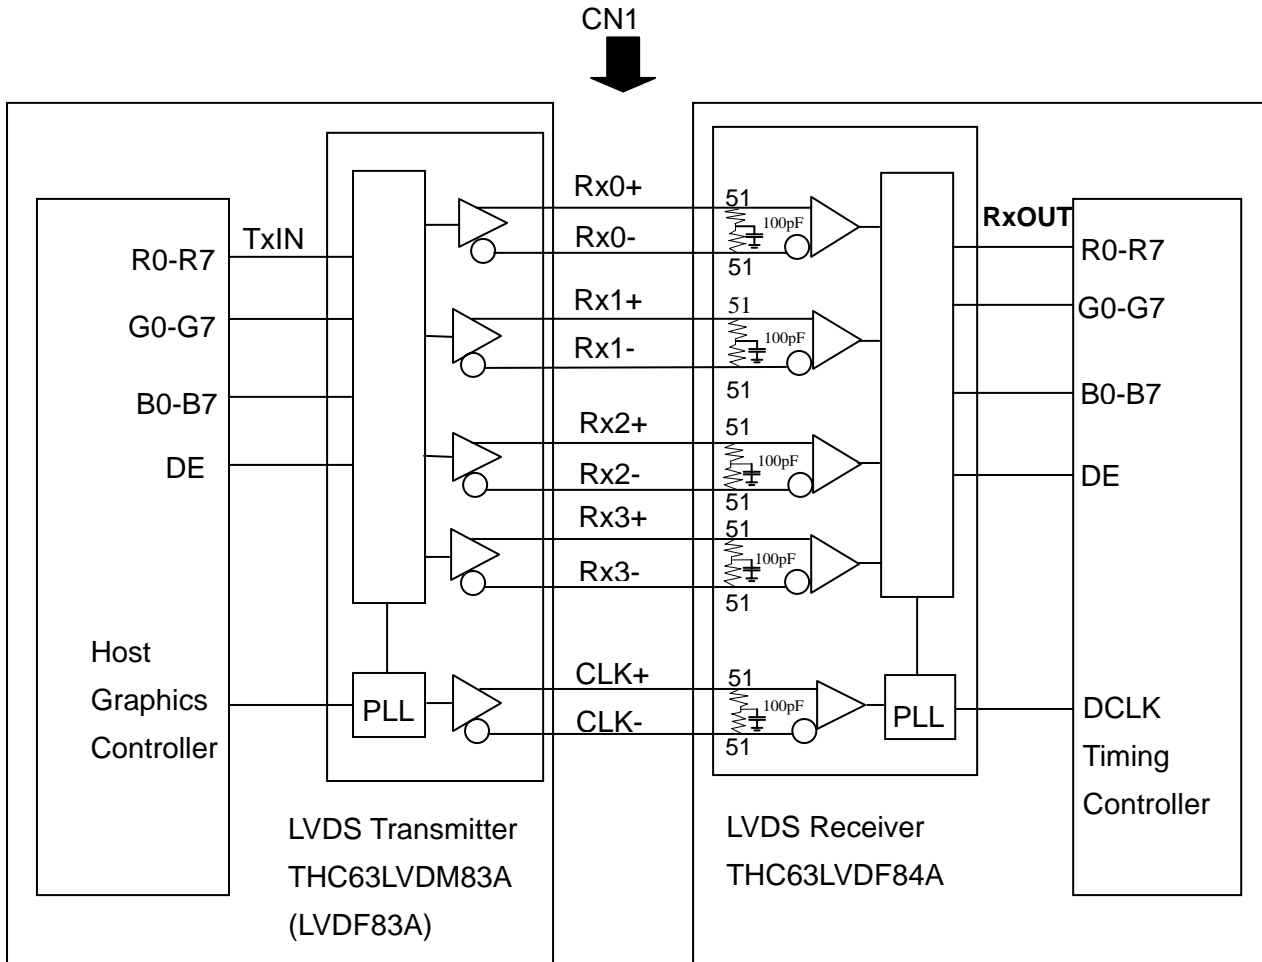 CN1
TxIN
R0-R7
G0-G7
B0-B7
DE
Host
Graphics
Controller
PLL
LVDS Transmitter
THC63LVDM83A
(LVDF83A)
Rx0+
Rx0-
Rx1+
Rx1-
Rx2+
Rx2-
Rx3+
Rx3-
CLK+
CLK-
51
100pF
51
51
100pF
51
51
100pF
51
51
100pF
51
51
100pF
51
PLL
LVDS Receiver
THC63LVDF84A
RxOUT
R0-R7
G0-G7
B0-B7
DE
DCLK
Timing
Controller